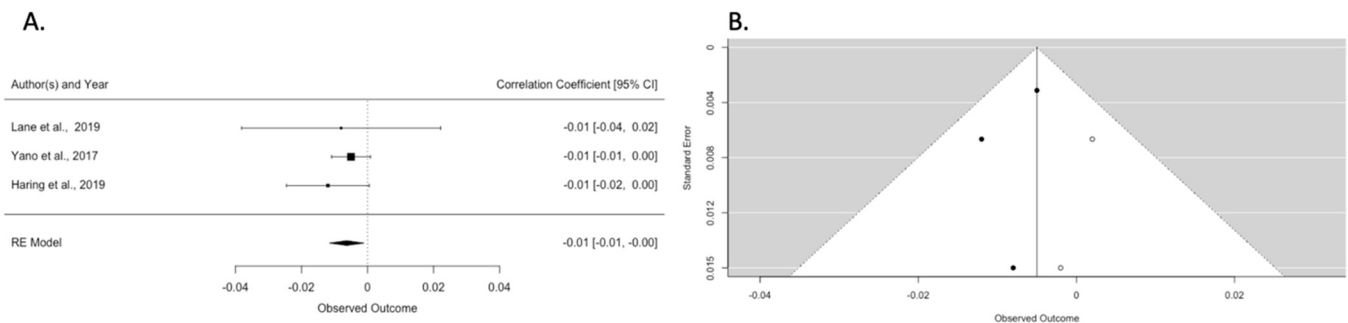 A.
Author(s) and Year Correlation Coefficient [95% CI]
Lane et al., 2019 -0.01 [-0.04, 0.02]
Yano et al., 2017 -0.01 [-0.01, 0.00]
Haring et al., 2019 -0.01 [-0.02, 0.00]
RE Model -0.01 [-0.01, -0.00]
-0.04 -0.02 0 0.02 0.04
Observed Outcome
B.
Standard Error
0
0.004
0.008
0.012
0.015
-0.04 -0.02 0 0.02
Observed Outcome